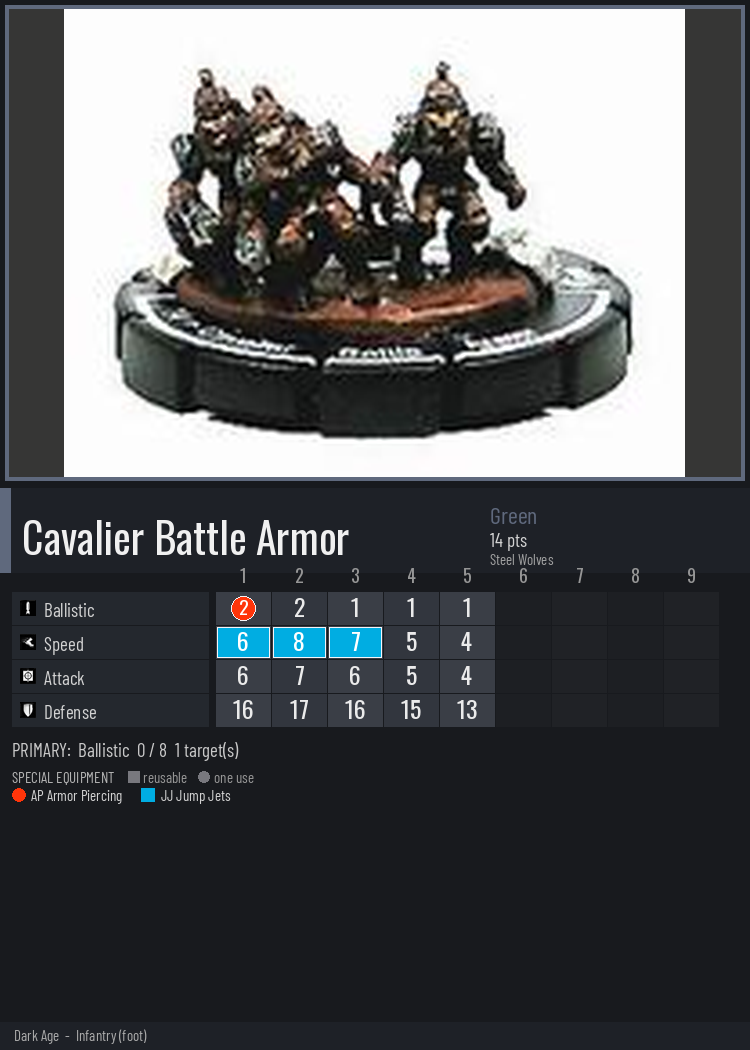 Cavalier Battle Armor
Green
14 pts
Steel Wolves
1 2 3 4 5 6 7 8 9
Ballistic 2 2 1 1 1
Speed 6 8 7 5 4
Attack 6 7 6 5 4
Defense 16 17 16 15 13
PRIMARY: Ballistic 0 / 8 1 target(s)
SPECIAL EQUIPMENT reusable one use
AP Armor Piercing JJ Jump Jets
Dark Age - Infantry (foot)